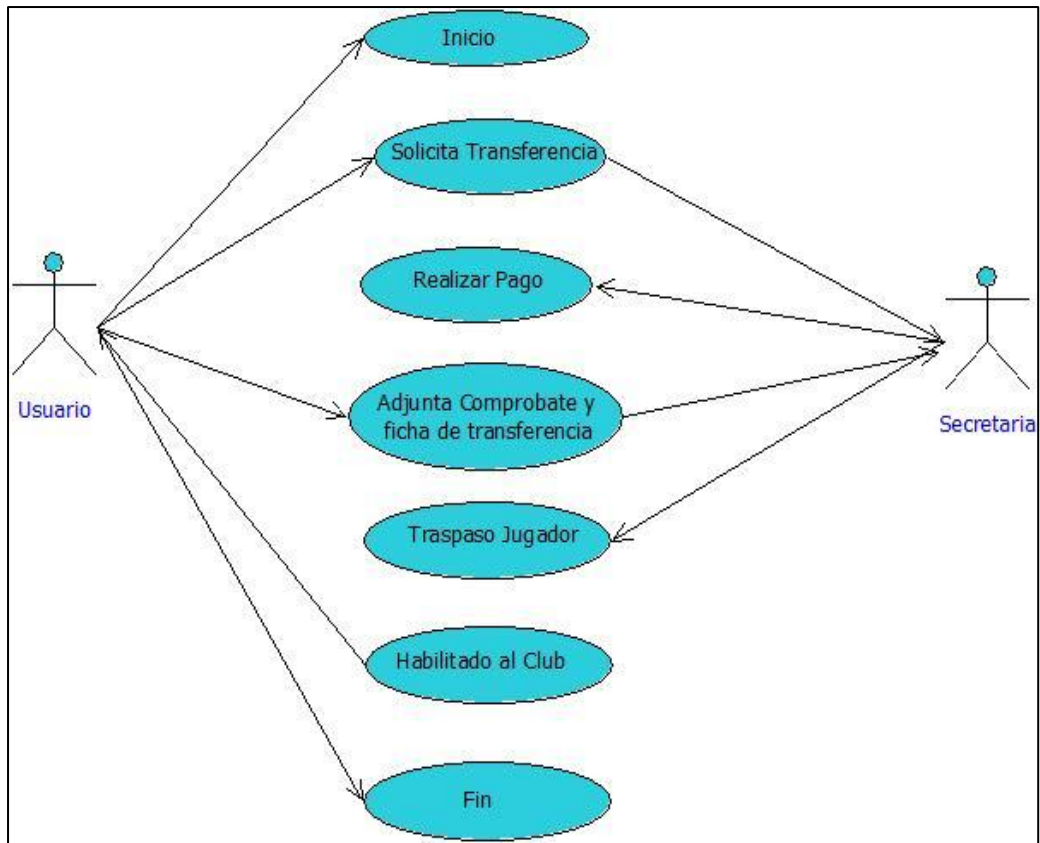 Inicio
Solicita Transferencia
Realizar Pago
Usuario
Adjunta Comprobate y
ficha de transferencia
Secretaria
Traspaso Jugador
Habilitado al Club
Fin